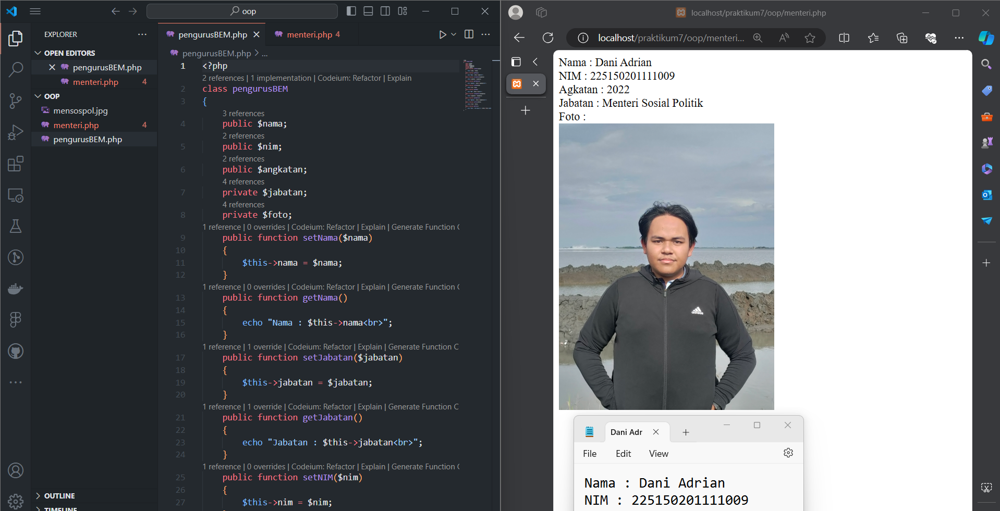 oop
localhost/praktikum7/oop/menteri.php
EXPLORER
pengurusBEM.php
menteri.php 4
localhost/praktikum7/oop/menteri...
OPEN EDITORS
pengurusBEM.php
menteri.php 4
OOP
mensospol.jpg
menteri.php 4
pengurusBEM.php
OUTLINE
TIMELINE
pengurusBEM.php > ...
1 <?php
2 references | 1 implementation | Codeium: Refactor | Explain
2 class pengurusBEM
3 {
3 references
4 public $nama;
2 references
5 public $nim;
2 references
6 public $angkatan;
4 references
7 private $jabatan;
4 references
8 private $foto;
1 reference | 0 overrides | Codeium: Refactor | Explain | Generate Function
9 public function setNama($nama)
10 {
11 $this->nama = $nama;
12 }
1 reference | 0 overrides | Codeium: Refactor | Explain | Generate Function
13 public function getNama()
14 {
15 echo "Nama : $this->nama<br>";
16 }
1 reference | 1 override | Codeium: Refactor | Explain | Generate Function C
17 public function setJabatan($jabatan)
18 {
19 $this->jabatan = $jabatan;
20 }
1 reference | 1 override | Codeium: Refactor | Explain | Generate Function C
21 public function getJabatan()
22 {
23 echo "Jabatan : $this->jabatan<br>";
24 }
1 reference | 0 overrides | Codeium: Refactor | Explain | Generate Function
25 public function setNIM($nim)
26 {
27 $this->nim = $nim;
Nama : Dani Adrian
NIM : 225150201111009
Agkatan : 2022
Jabatan : Menteri Sosial Politik
Foto :
adidas
Dani Adr
File Edit View
Nama : Dani Adrian
NIM : 225150201111009